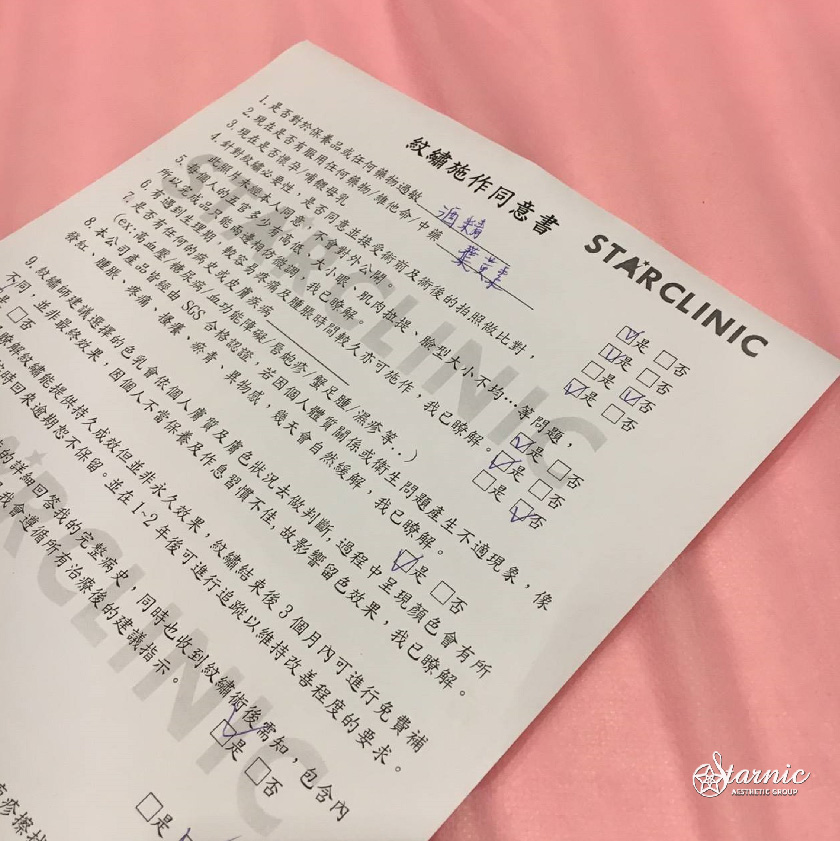 STARCLINIC
紋繡施作同意書
1. 是否對於保養品或任何藥物過敏 酒精 是 否
2. 現在是否有服用任何藥物/維他命/中藥 葉黃素 是 否
3. 現在是否懷孕/哺餵母乳 是 否
4. 針對紋繡必要性，是否同意並接受術前及術後的拍照做比對， 是 否
此照片未經本人同意，不會對外公開。
5. 每個人的五官多少有高低、大小眼、肌肉拉提、臉型大小不均…等問題，
所以完成品只能兩邊相仿微調，我已瞭解。 是 否
6. 有遇到生理期，較容易疼痛及腫脹時間較久亦可施作，我已瞭解。 是 否
7. 是否有任何的病史或皮膚疾病 是 否
(ex:高血壓/糖尿病/血功能障礙/唇皰疹/蟹足腫/濕疹等..)
8. 本公司產品皆經由 SGS 合格認證，若因個人體質關係或衛生問題產生不適現象，像
發紅、腫脹、疼痛、搔癢、瘀青、異物感，幾天會自然緩解，我已瞭解。 是 否
9. 紋繡師建議選擇的色乳會依個人膚質及膚色狀況去做判斷，過程中呈現顏色會有所
不同，並非最終效果，因個人不當保養及作息習慣不佳，故影響留色效果，我已瞭解。
是 否
瞭解紋繡能提供持久成效但並非永久效果，紋繡結束後 3 個月內可進行免費補
時回來逾期恕不保留。並在 1~2 年後可進行追蹤以維持改善程度的要求。
的詳細回答我的完整病史，同時也收到紋繡術後需知，包含內
我會遵循所有治療後的建議指示。 是 否
是
疹擦
STARCLINIC
STARCLINIC
Starnic
AESTHETIC GROUP